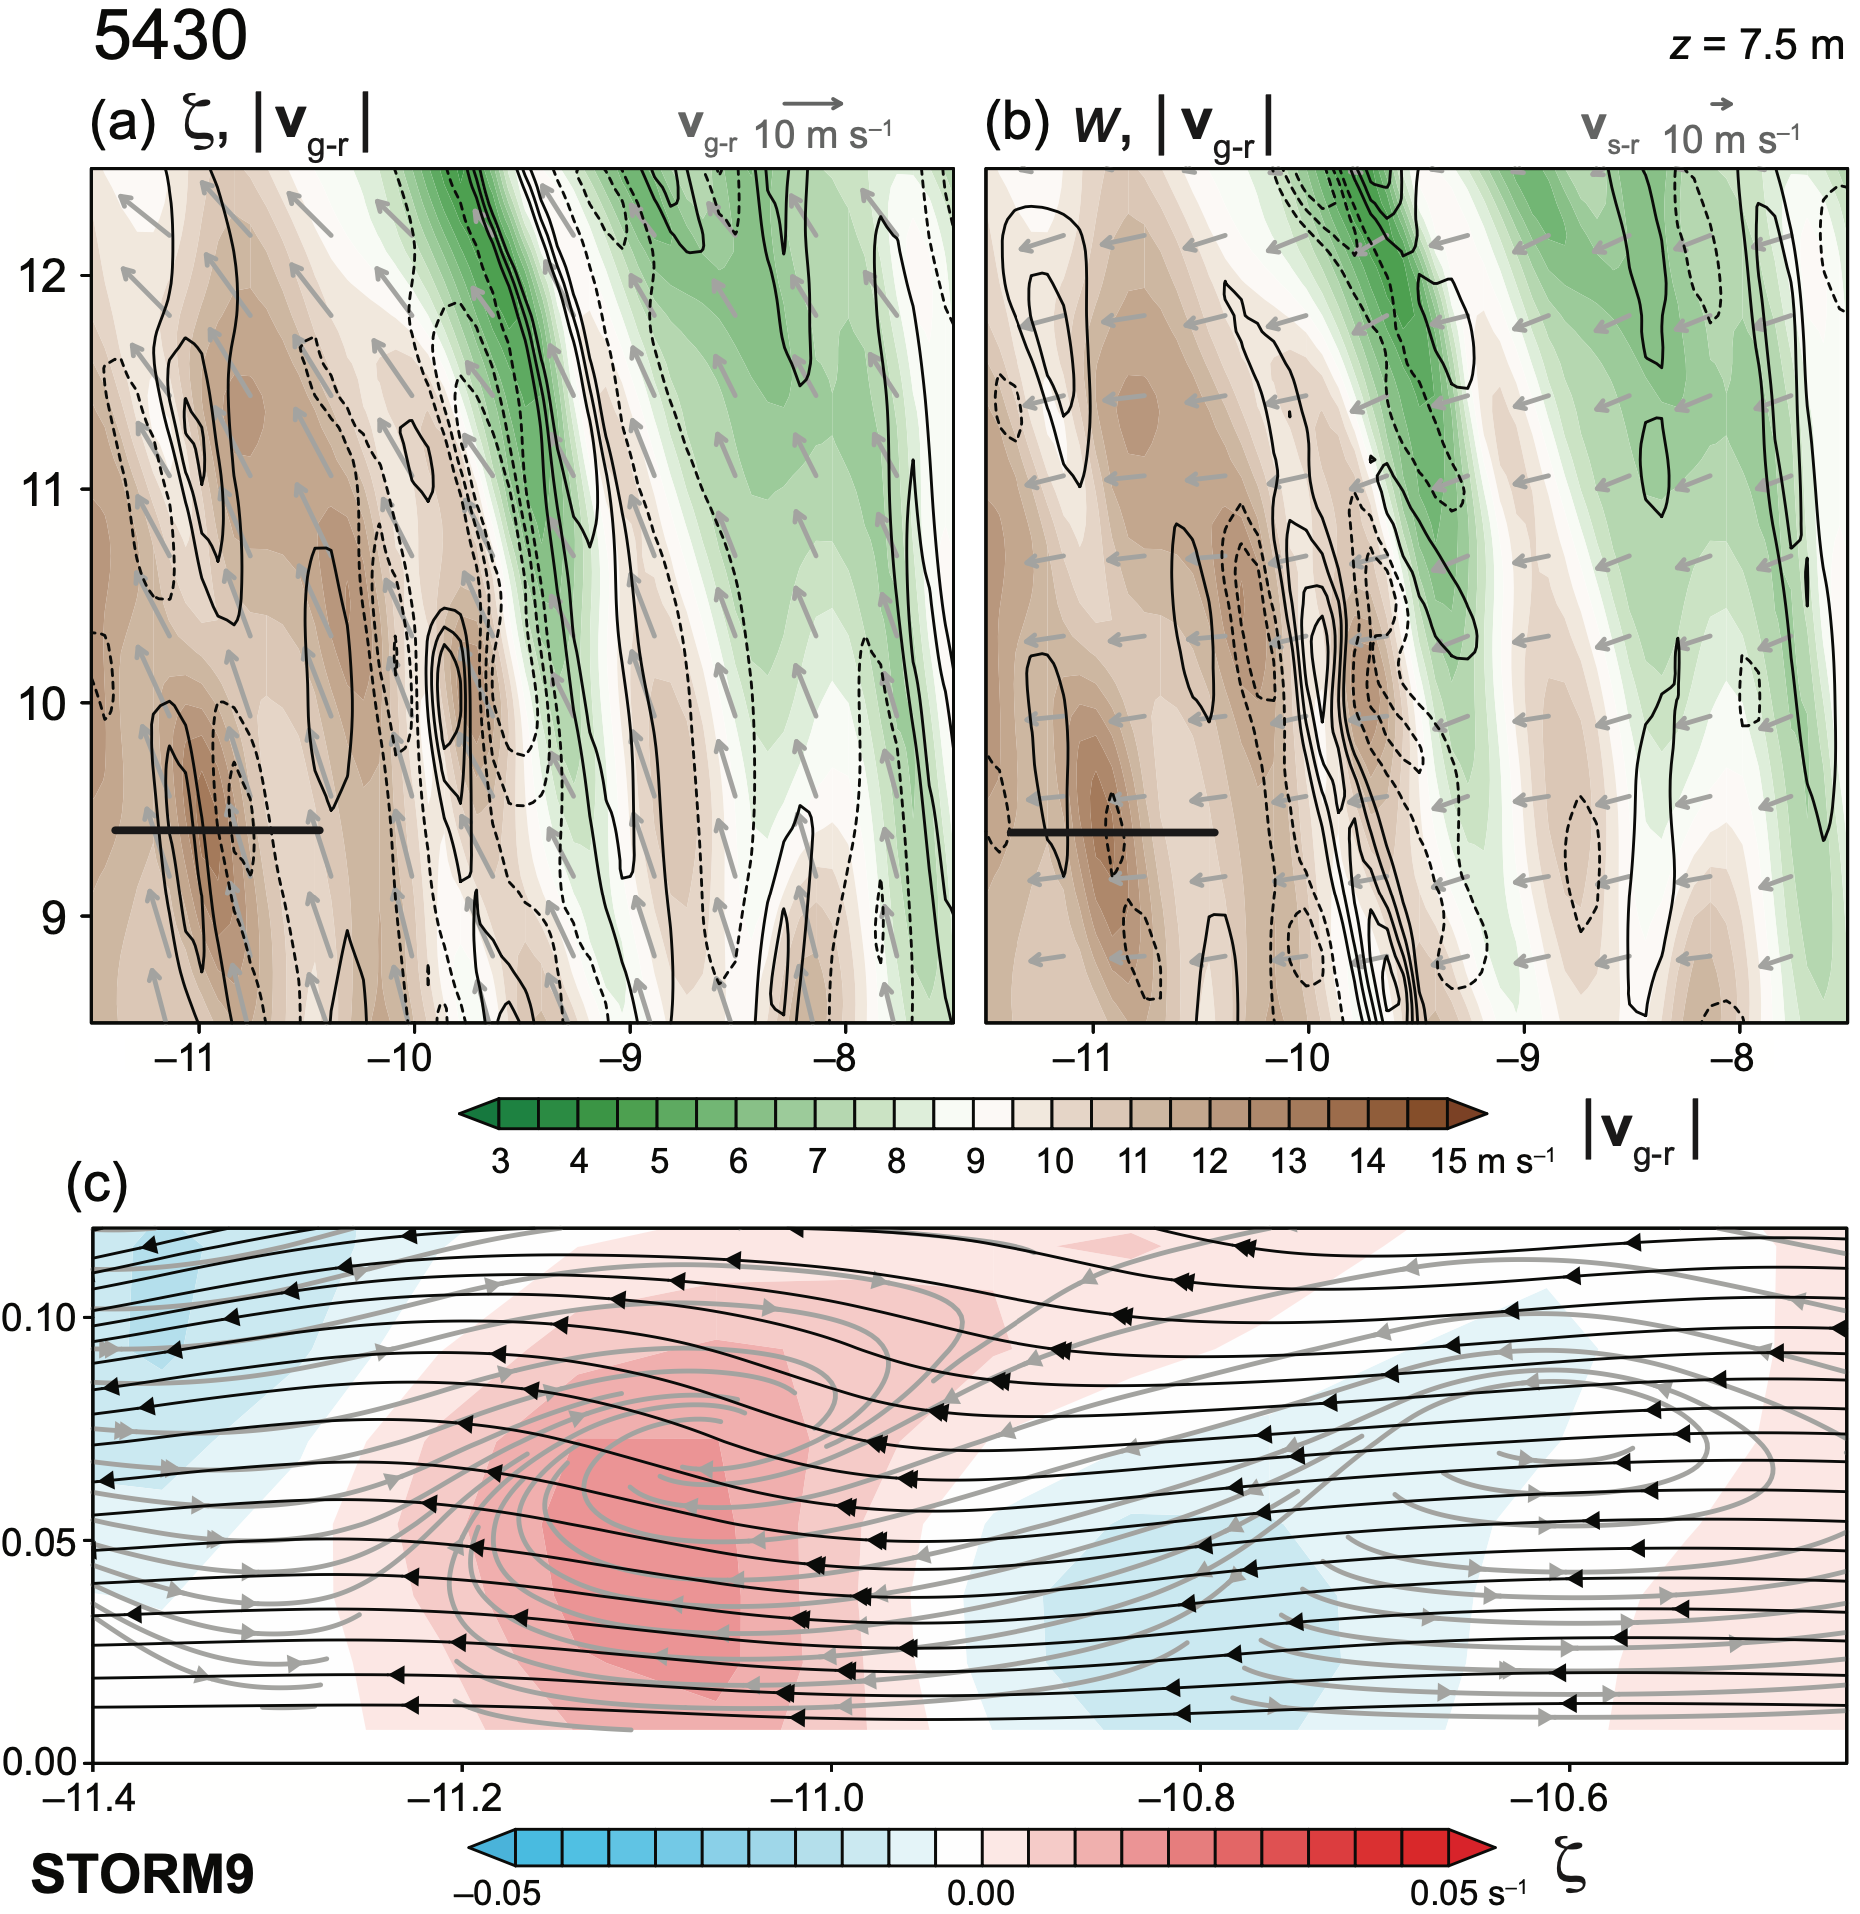 5430
z = 7.5 m
(a) ζ, |v g-r| v g-r 10 m s–1
(b) w, |v g-r| v s-r 10 m s–1
12
11
10
9
–11 –10 –9 –8
–11 –10 –9 –8
3 4 5 6 7 8 9 10 11 12 13 14 15 m s–1 |v g-r|
(c)
0.10
0.05
0.00
–11.4 –11.2 –11.0 –10.8 –10.6
STORM9
–0.05 0.00 0.05 s–1 ζ